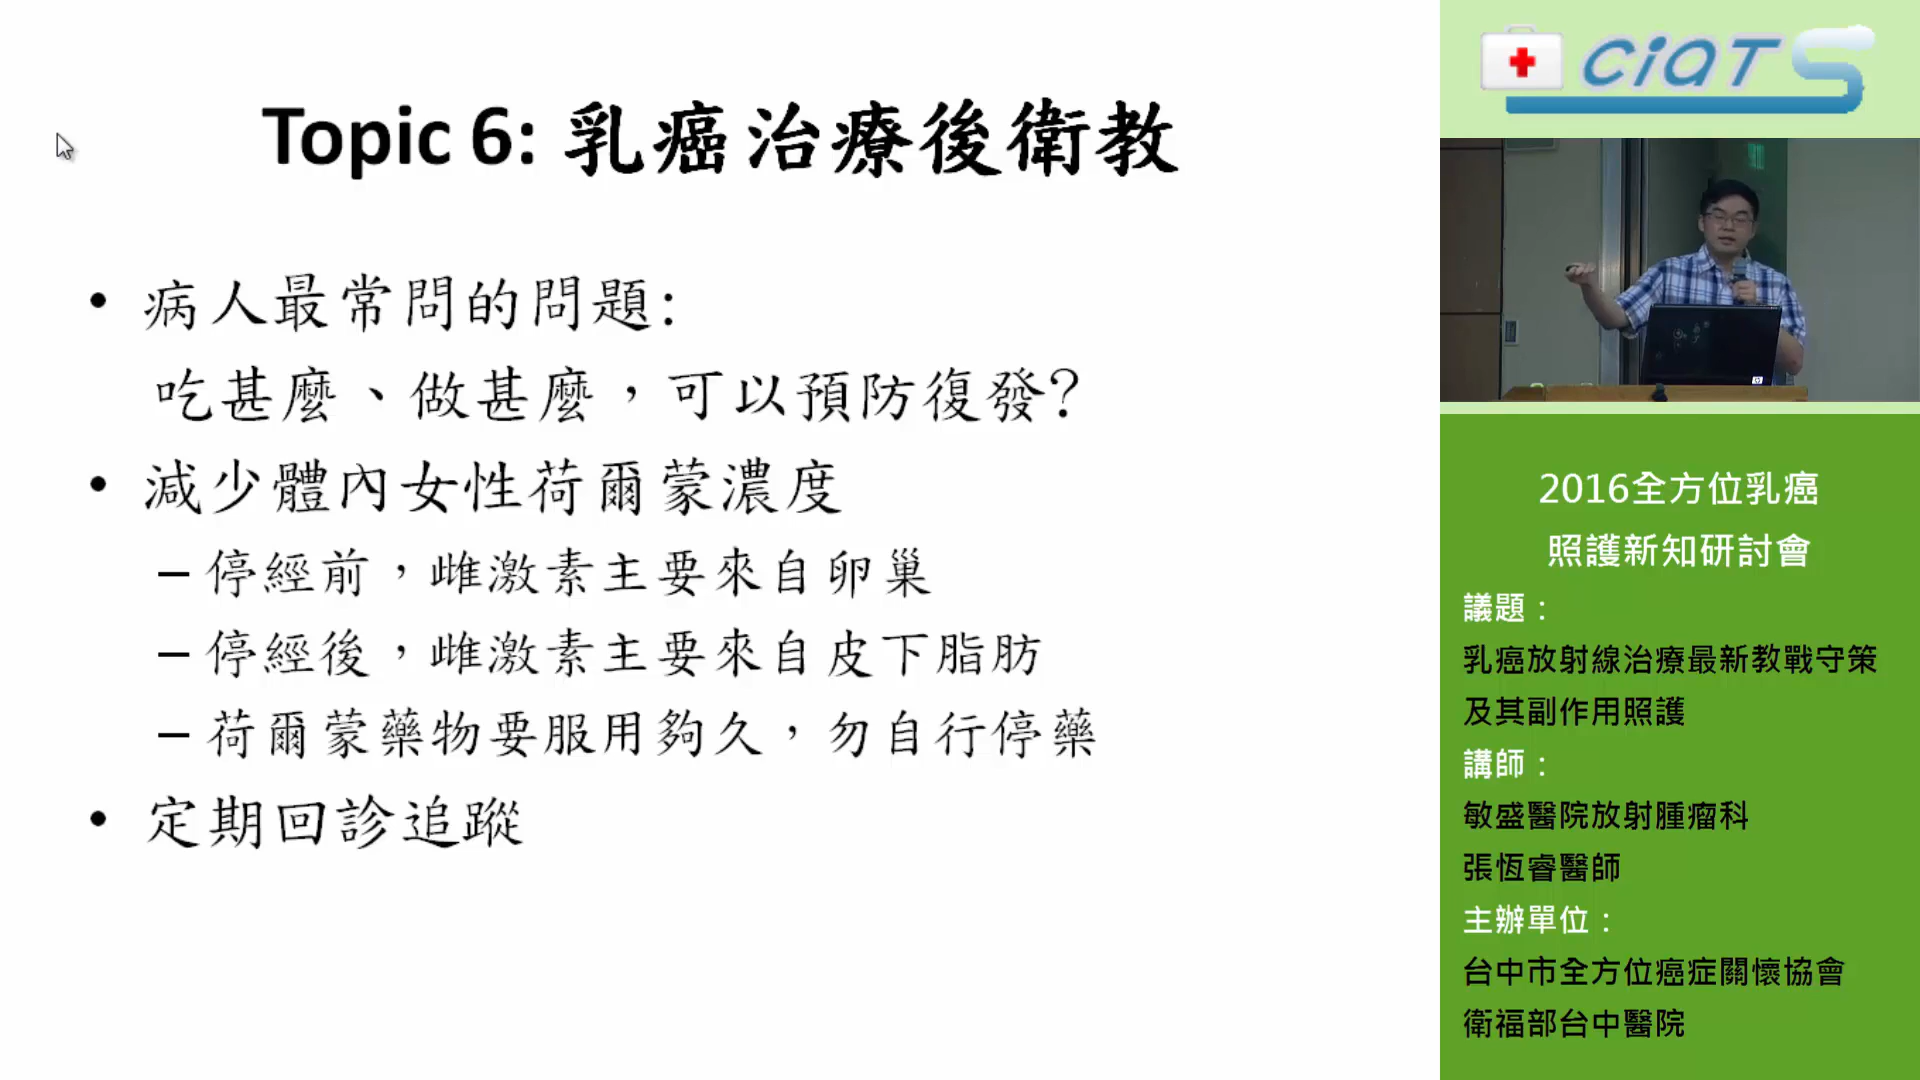 Topic 6: 乳癌治療後衛教
• 病人最常問的問題:
吃甚麼、做甚麼，可以預防復發?
• 減少體內女性荷爾蒙濃度
– 停經前，雌激素主要來自卵巢
– 停經後，雌激素主要來自皮下脂肪
– 荷爾蒙藥物要服用夠久，勿自行停藥
• 定期回診追蹤
CiATS
2016全方位乳癌
照護新知研討會
議題：
乳癌放射線治療最新教戰守策
及其副作用照護
講師：
敏盛醫院放射腫瘤科
張恆睿醫師
主辦單位：
台中市全方位癌症關懷協會
衛福部台中醫院